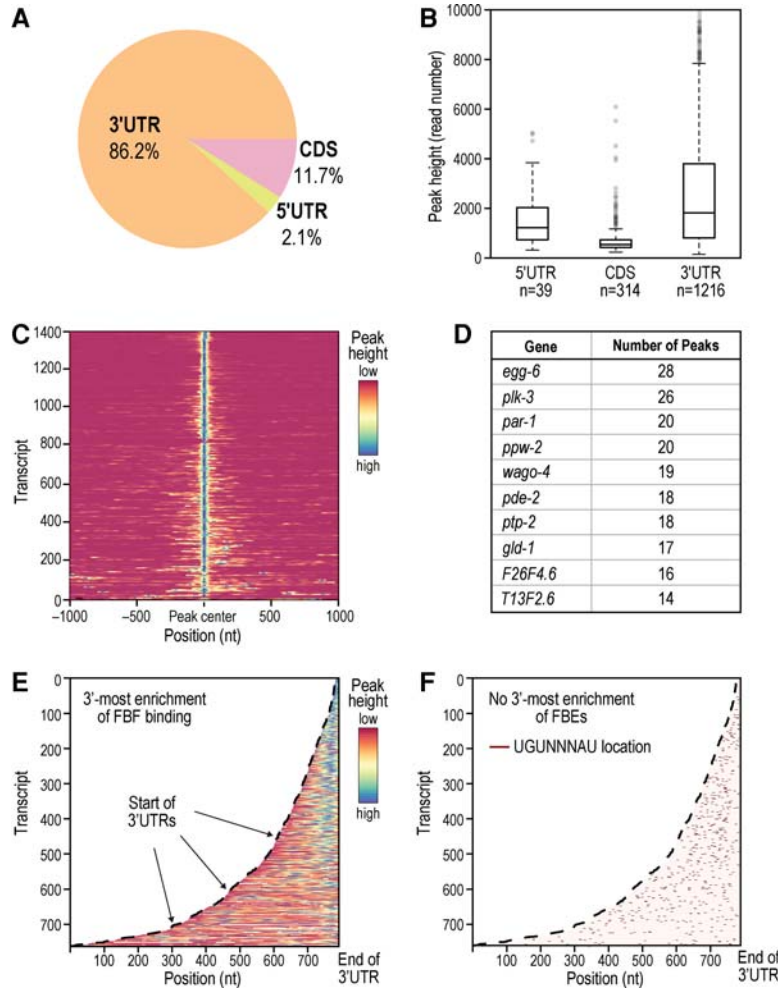 A
3'UTR
86.2%
CDS
11.7%
5'UTR
2.1%
B
Peak height (read number)
10000
8000
6000
4000
2000
0
5'UTR
n=39
CDS
n=314
3'UTR
n=1216
C
Transcript
1400
1200
1000
800
600
400
200
0
−1000
−500
Peak center
500
1000
Position (nt)
Peak
height
low
high
D
Gene Number of Peaks
egg-6 28
plk-3 26
par-1 20
ppw-2 20
wago-4 19
pde-2 18
ptp-2 18
gld-1 17
F26F4.6 16
T13F2.6 14
E
3'-most enrichment
of FBF binding
Start of
3'UTRs
Transcript
0
100
200
300
400
500
600
700
100 200 300 400 500 600 700
Position (nt)
End of
3'UTR
Peak
height
low
high
F
No 3'-most enrichment
of FBEs
UGUNNNAU location
Transcript
0
100
200
300
400
500
600
700
100 200 300 400 500 600 700
Position (nt)
End of
3'UTR